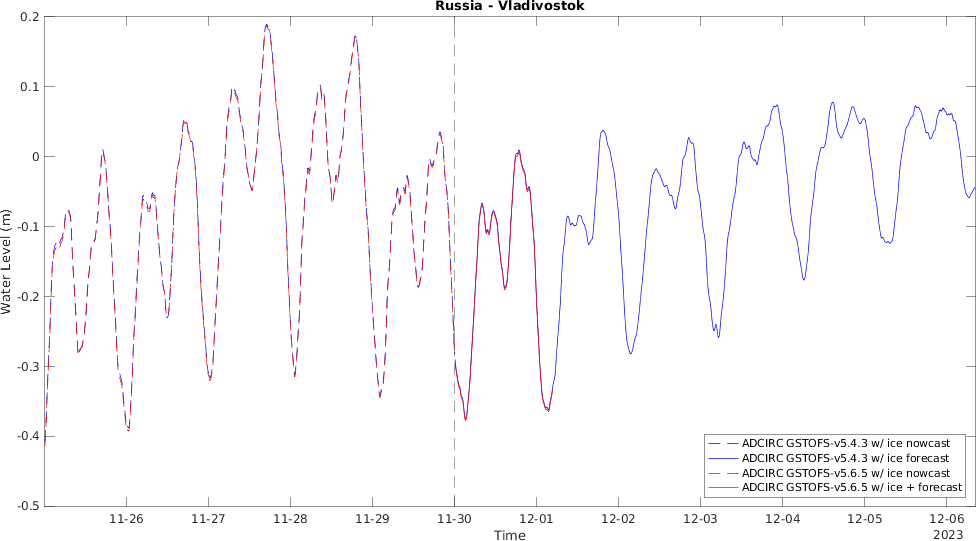 Russia - Vladivostok
Water Level (m)
0.2
0.1
0
-0.1
-0.2
-0.3
-0.4
-0.5
ADCIRC GSTOFS-v5.4.3 w/ ice nowcast
ADCIRC GSTOFS-v5.4.3 w/ ice forecast
ADCIRC GSTOFS-v5.6.5 w/ ice nowcast
ADCIRC GSTOFS-v5.6.5 w/ ice + forecast
11-26 11-27 11-28 11-29 11-30 12-01 12-02 12-03 12-04 12-05 12-06
Time
2023